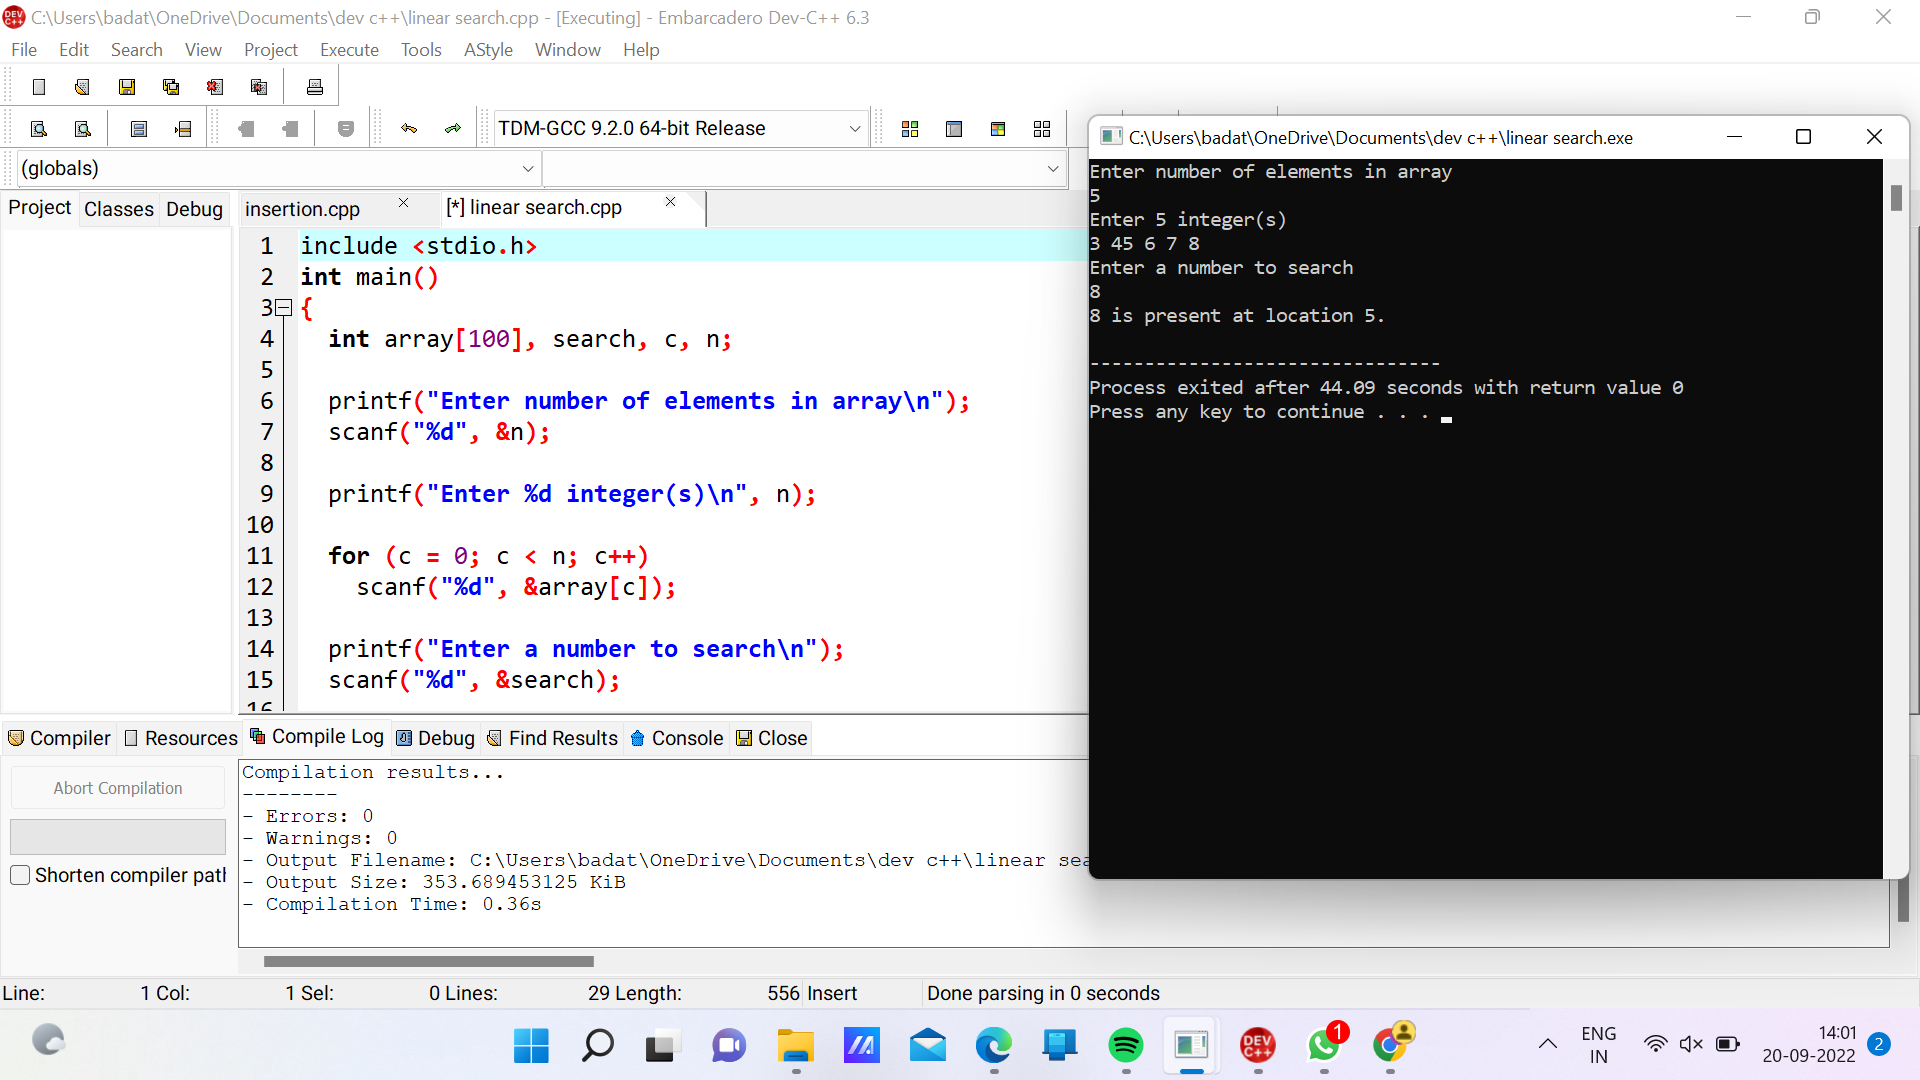 C:\Users\badat\OneDrive\Documents\dev c++\linear search.cpp - [Executing] - Embarcadero Dev-C++ 6.3
File Edit Search View Project Execute Tools AStyle Window Help
TDM-GCC 9.2.0 64-bit Release
(globals)
Project Classes Debug
insertion.cpp [*] linear search.cpp
1 include <stdio.h>
2 int main()
3 {
4 int array[100], search, c, n;
5
6 printf("Enter number of elements in array\n");
7 scanf("%d", &n);
8
9 printf("Enter %d integer(s)\n", n);
10
11 for (c = 0; c < n; c++)
12 scanf("%d", &array[c]);
13
14 printf("Enter a number to search\n");
15 scanf("%d", &search);
16
C:\Users\badat\OneDrive\Documents\dev c++\linear search.exe
Enter number of elements in array
5
Enter 5 integer(s)
3 45 6 7 8
Enter a number to search
8
8 is present at location 5.
--------------------------------
Process exited after 44.09 seconds with return value 0
Press any key to continue . . .
Compiler Resources Compile Log Debug Find Results Console Close
Abort Compilation
Shorten compiler path
Compilation results...
--------
- Errors: 0
- Warnings: 0
- Output Filename: C:\Users\badat\OneDrive\Documents\dev c++\linear sea
- Output Size: 353.689453125 KiB
- Compilation Time: 0.36s
Line: 1 Col: 1 Sel: 0 Lines: 29 Length: 556 Insert Done parsing in 0 seconds
DEV C++
1
ENG
IN
14:01
20-09-2022
2